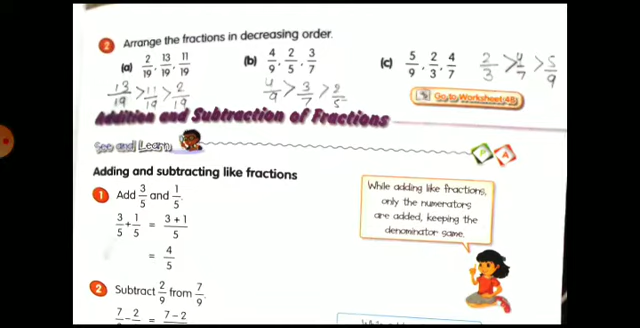 2 Arrange the fractions in decreasing order.
(a) 2/19, 13/19, 11/19 (b) 4/9, 2/5, 3/7 (c) 5/9, 2/3, 4/7 2/3 > 4/7 > 5/9
13/19 > 11/19 > 2/19 4/9 > 3/7 > 2/5
Go to Worksheet 4B
Addition and Subtraction of Fractions
See and Learn
P A
Adding and subtracting like fractions
1 Add 3/5 and 1/5.
3/5 + 1/5 = 3 + 1/5
= 4/5
While adding like fractions,
only the numerators
are added, keeping the
denominator same.
2 Subtract 2/9 from 7/9.
7 - 2 = 7 – 2